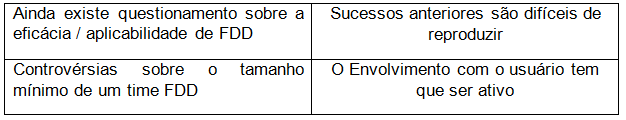 Ainda existe questionamento sobre a
eficácia / aplicabilidade de FDD
Sucessos anteriores são difíceis de
reproduzir
Controvérsias sobre o tamanho
mínimo de um time FDD
O Envolvimento com o usuário tem
que ser ativo